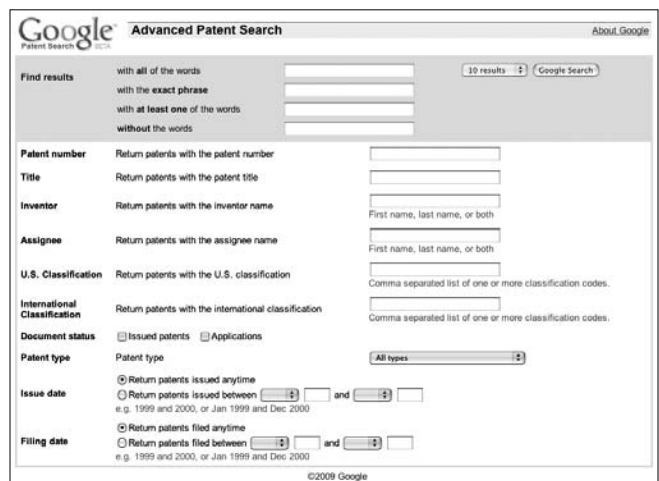 Google Advanced Patent Search About Google
Patent Search BETA
Find results with all of the words 10 results Google Search
with the exact phrase
with at least one of the words
without the words
Patent number Return patents with the patent number
Title Return patents with the patent title
Inventor Return patents with the inventor name
First name, last name, or both
Assignee Return patents with the assignee name
First name, last name, or both
U.S. Classification Return patents with the U.S. classification
Comma separated list of one or more classification codes.
International
Classification Return patents with the international classification
Comma separated list of one or more classification codes.
Document status Issued patents Applications
Patent type Patent type All types
Return patents issued anytime
Issue date Return patents issued between and
e.g. 1999 and 2000, or Jan 1999 and Dec 2000
Return patents filed anytime
Filing date Return patents filed between and
e.g. 1999 and 2000, or Jan 1999 and Dec 2000
©2009 Google